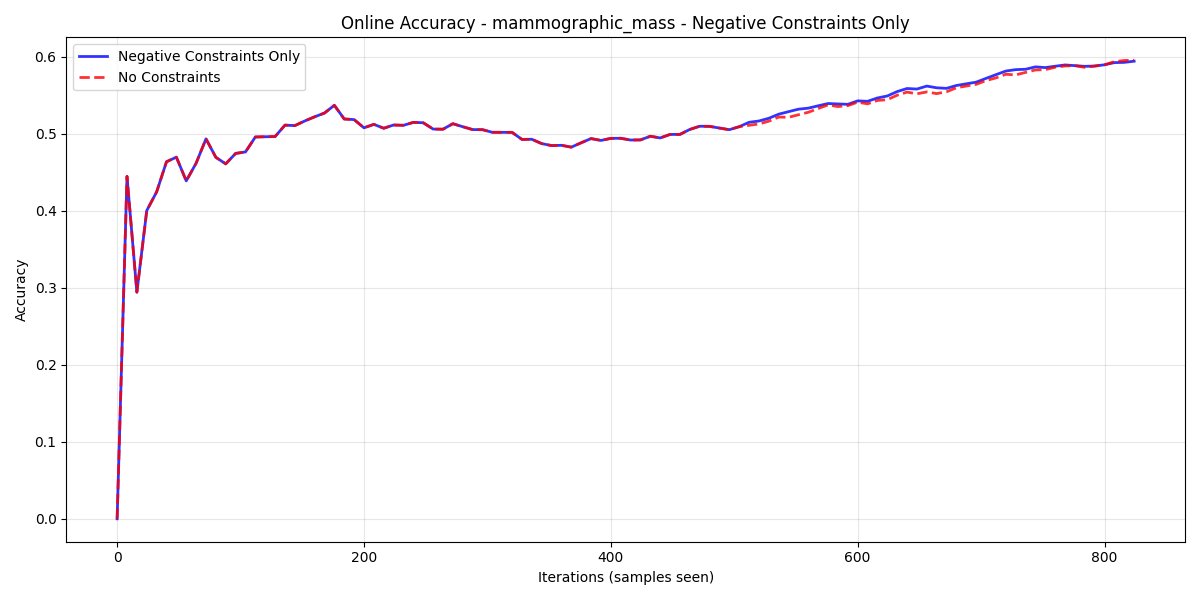 Online Accuracy - mammographic_mass - Negative Constraints Only
Negative Constraints Only
No Constraints
0.6
0.5
0.4
0.3
0.2
0.1
0.0
Accuracy
0 200 400 600 800
Iterations (samples seen)